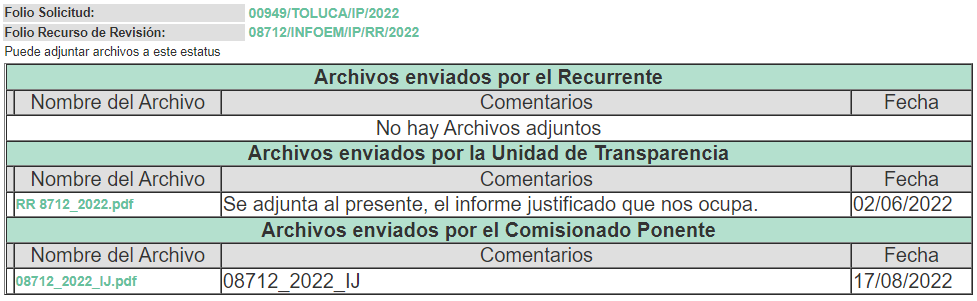 Folio Solicitud: 00949/TOLUCA/IP/2022
Folio Recurso de Revisión: 08712/INFOEM/IP/RR/2022
Puede adjuntar archivos a este estatus
Archivos enviados por el Recurrente
Nombre del Archivo Comentarios Fecha
No hay Archivos adjuntos
Archivos enviados por la Unidad de Transparencia
Nombre del Archivo Comentarios Fecha
RR 8712_2022.pdf Se adjunta al presente, el informe justificado que nos ocupa. 02/06/2022
Archivos enviados por el Comisionado Ponente
Nombre del Archivo Comentarios Fecha
08712_2022_IJ.pdf 08712_2022_IJ 17/08/2022